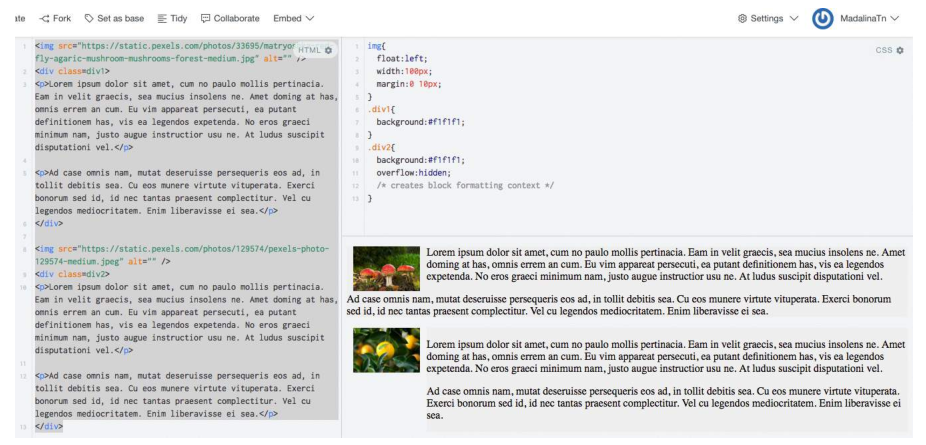 ate Fork Set as base Tidy Collaborate Embed Settings MadalinaTn
HTML
1 <img src="https://static.pexels.com/photos/33695/matryo
fly-agaric-mushroom-mushrooms-forest-medium.jpg" alt="" />
2 <div class=div1>
3 <p>Lorem ipsum dolor sit amet, cum no paulo mollis pertinacia.
Eam in velit graecis, sea mucius insolens ne. Amet doming at has,
omnis errem an cum. Eu vim appareat persecuti, ea putant
definitionem has, vis ea legendos expetenda. No eros graeci
minimum nam, justo augue instructior usu ne. At ludus suscipit
disputationi vel.</p>
4
5 <p>Ad case omnis nam, mutat deseruisse persequeris eos ad, in
tollit debitis sea. Cu eos munere virtute vituperata. Exerci
bonorum sed id, id nec tantas praesent complectitur. Vel cu
legendos mediocritatem. Enim liberavisse ei sea.</p>
6 </div>
7
8 <img src="https://static.pexels.com/photos/129574/pexels-photo-
129574-medium.jpeg" alt="" />
9 <div class=div2>
10 <p>Lorem ipsum dolor sit amet, cum no paulo mollis pertinacia.
Eam in velit graecis, sea mucius insolens ne. Amet doming at has,
omnis errem an cum. Eu vim appareat persecuti, ea putant
definitionem has, vis ea legendos expetenda. No eros graeci
minimum nam, justo augue instructior usu ne. At ludus suscipit
disputationi vel.</p>
11
12 <p>Ad case omnis nam, mutat deseruisse persequeris eos ad, in
tollit debitis sea. Cu eos munere virtute vituperata. Exerci
bonorum sed id, id nec tantas praesent complectitur. Vel cu
legendos mediocritatem. Enim liberavisse ei sea.</p>
13 </div>
CSS
1 img{
2 float:left;
3 width:100px;
4 margin:0 10px;
5 }
6 .div1{
7 background:#f1f1f1;
8 }
9 .div2{
10 background:#f1f1f1;
11 overflow:hidden;
12 /* creates block formatting context */
13 }
Lorem ipsum dolor sit amet, cum no paulo mollis pertinacia. Eam in velit graecis, sea mucius insolens ne. Amet
doming at has, omnis errem an cum. Eu vim appareat persecuti, ea putant definitionem has, vis ea legendos
expetenda. No eros graeci minimum nam, justo augue instructior usu ne. At ludus suscipit disputationi vel.
Ad case omnis nam, mutat deseruisse persequeris eos ad, in tollit debitis sea. Cu eos munere virtute vituperata. Exerci bonorum
sed id, id nec tantas praesent complectitur. Vel cu legendos mediocritatem. Enim liberavisse ei sea.
Lorem ipsum dolor sit amet, cum no paulo mollis pertinacia. Eam in velit graecis, sea mucius insolens ne. Amet
doming at has, omnis errem an cum. Eu vim appareat persecuti, ea putant definitionem has, vis ea legendos
expetenda. No eros graeci minimum nam, justo augue instructior usu ne. At ludus suscipit disputationi vel.
Ad case omnis nam, mutat deseruisse persequeris eos ad, in tollit debitis sea. Cu eos munere virtute vituperata.
Exerci bonorum sed id, id nec tantas praesent complectitur. Vel cu legendos mediocritatem. Enim liberavisse ei
sea.